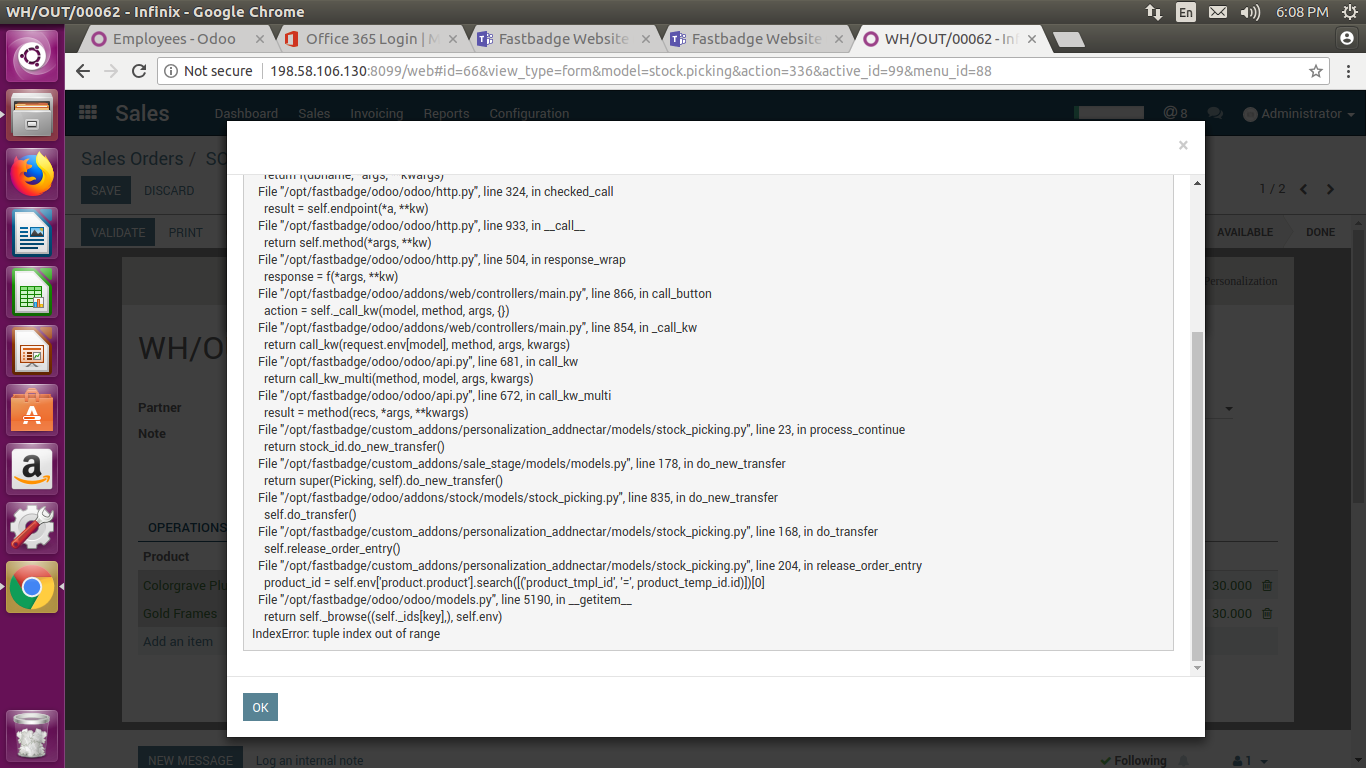 WH/OUT/00062 - Infinix - Google Chrome
En
6:08 PM
Employees - Odoo
Office 365 Login | M
Fastbadge Website
Fastbadge Website
WH/OUT/00062 - In
Not secure
198.58.106.130:8099/web#id=66&view_type=form&model=stock.picking&action=336&active_id=99&menu_id=88
Sales
Dashboard
Sales
Invoicing
Reports
Configuration
@ 8
Administrator
Sales Orders / SO
SAVE
DISCARD
1 / 2
VALIDATE
PRINT
AVAILABLE
DONE
Personalization
WH/O
Partner
Note
OPERATIONS
Product
Colorgrave Plu
30.000
Gold Frames
30.000
Add an item
×
return f(dbname, *args, **kwargs)
File "/opt/fastbadge/odoo/odoo/http.py", line 324, in checked_call
result = self.endpoint(*a, **kw)
File "/opt/fastbadge/odoo/odoo/http.py", line 933, in __call__
return self.method(*args, **kw)
File "/opt/fastbadge/odoo/odoo/http.py", line 504, in response_wrap
response = f(*args, **kw)
File "/opt/fastbadge/odoo/addons/web/controllers/main.py", line 866, in call_button
action = self._call_kw(model, method, args, {})
File "/opt/fastbadge/odoo/addons/web/controllers/main.py", line 854, in _call_kw
return call_kw(request.env[model], method, args, kwargs)
File "/opt/fastbadge/odoo/odoo/api.py", line 681, in call_kw
return call_kw_multi(method, model, args, kwargs)
File "/opt/fastbadge/odoo/odoo/api.py", line 672, in call_kw_multi
result = method(recs, *args, **kwargs)
File "/opt/fastbadge/custom_addons/personalization_addnectar/models/stock_picking.py", line 23, in process_continue
return stock_id.do_new_transfer()
File "/opt/fastbadge/custom_addons/sale_stage/models/models.py", line 178, in do_new_transfer
return super(Picking, self).do_new_transfer()
File "/opt/fastbadge/odoo/addons/stock/models/stock_picking.py", line 835, in do_new_transfer
self.do_transfer()
File "/opt/fastbadge/custom_addons/personalization_addnectar/models/stock_picking.py", line 168, in do_transfer
self.release_order_entry()
File "/opt/fastbadge/custom_addons/personalization_addnectar/models/stock_picking.py", line 204, in release_order_entry
product_id = self.env['product.product'].search([('product_tmpl_id', '=', product_temp_id.id)])[0]
File "/opt/fastbadge/odoo/odoo/models.py", line 5190, in __getitem__
return self._browse((self._ids[key],), self.env)
IndexError: tuple index out of range
OK
NEW MESSAGE
Log an internal note
Following
1